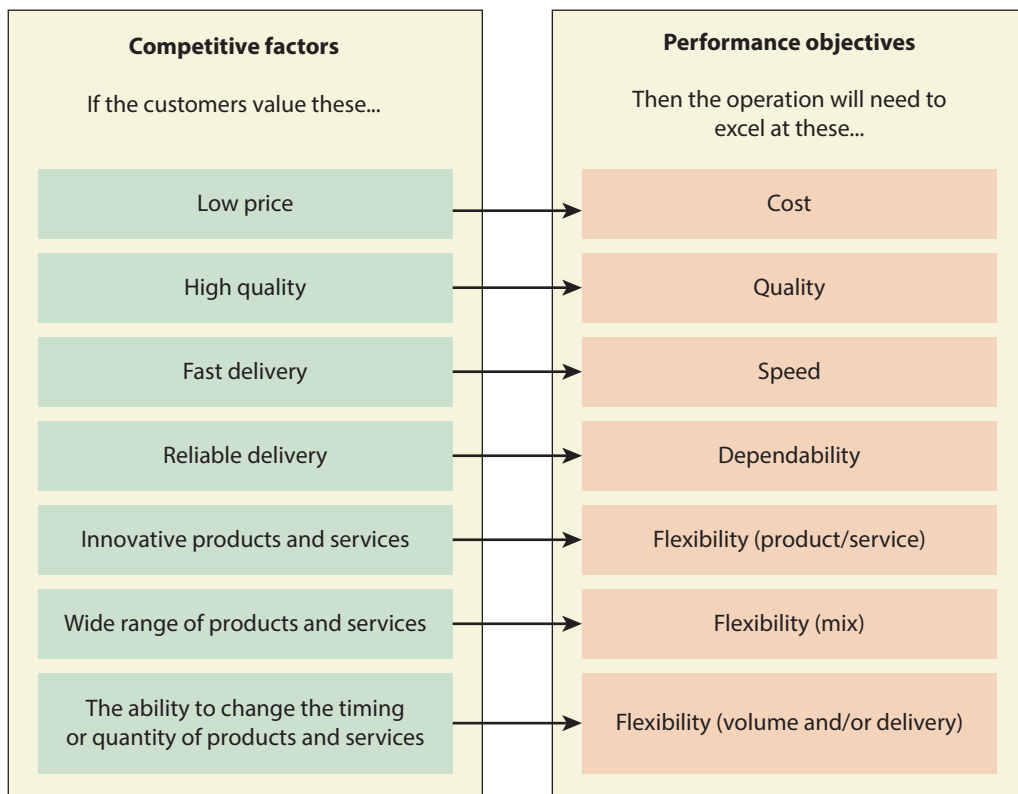 Competitive factors
If the customers value these...
Low price
High quality
Fast delivery
Reliable delivery
Innovative products and services
Wide range of products and services
The ability to change the timing
or quantity of products and services
Performance objectives
Then the operation will need to
excel at these...
Cost
Quality
Speed
Dependability
Flexibility (product/service)
Flexibility (mix)
Flexibility (volume and/or delivery)